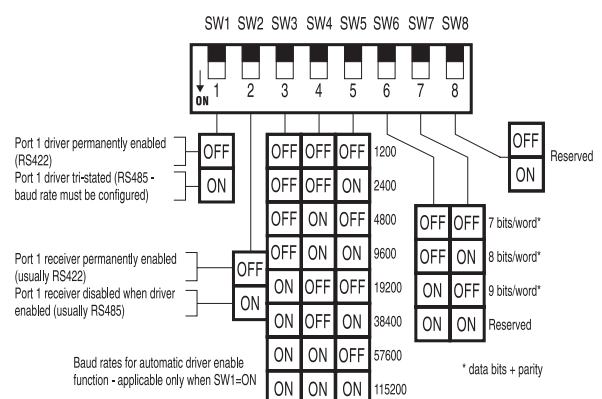 SW1 SW2 SW3 SW4 SW5 SW6 SW7 SW8
ON
1 2 3 4 5 6 7 8
Port 1 driver permanently enabled
(RS422)
Port 1 driver tri-stated (RS485 -
baud rate must be configured)
OFF
ON
Port 1 receiver permanently enabled
(usually RS422)
Port 1 receiver disabled when driver
enabled (usually RS485)
OFF
ON
OFF OFF OFF 1200
OFF OFF ON 2400
OFF ON OFF 4800
OFF ON ON 9600
ON OFF OFF 19200
ON OFF ON 38400
ON ON OFF 57600
ON ON ON 115200
Baud rates for automatic driver enable
function - applicable only when SW1=ON
OFF OFF 7 bits/word*
OFF ON 8 bits/word*
ON OFF 9 bits/word*
ON ON Reserved
* data bits + parity
OFF
ON
Reserved